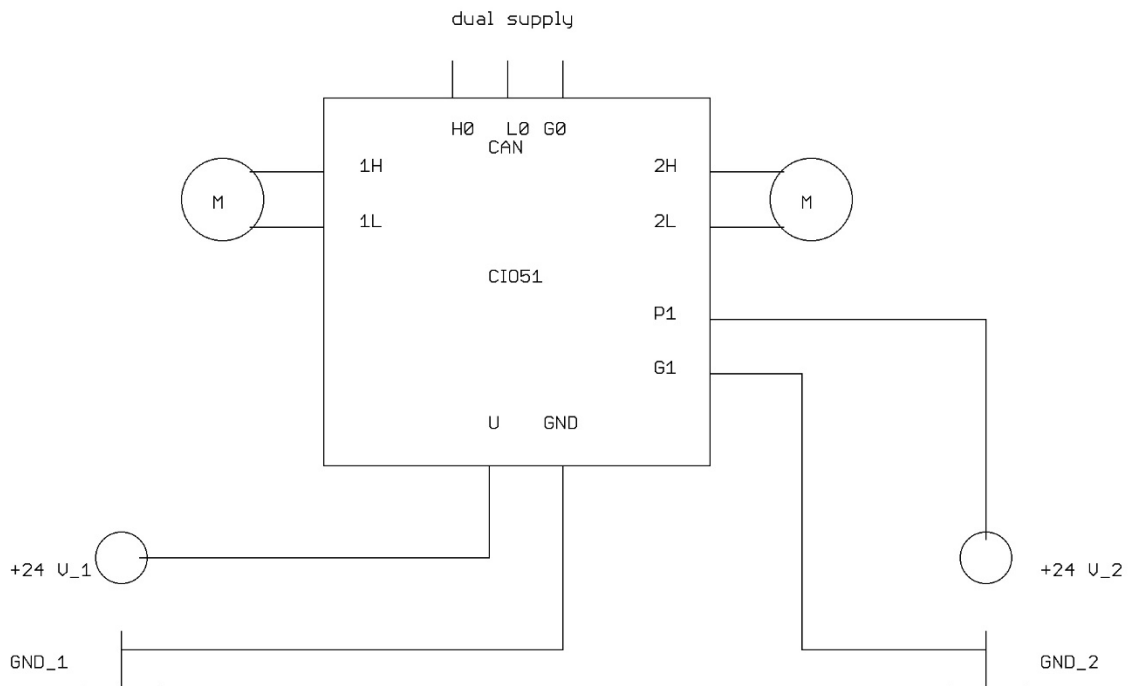 dual supply
H0 L0 G0
CAN
1H 2H
M M
1L 2L
CIO51
P1
G1
U GND
+24 V_1 +24 V_2
GND_1 GND_2